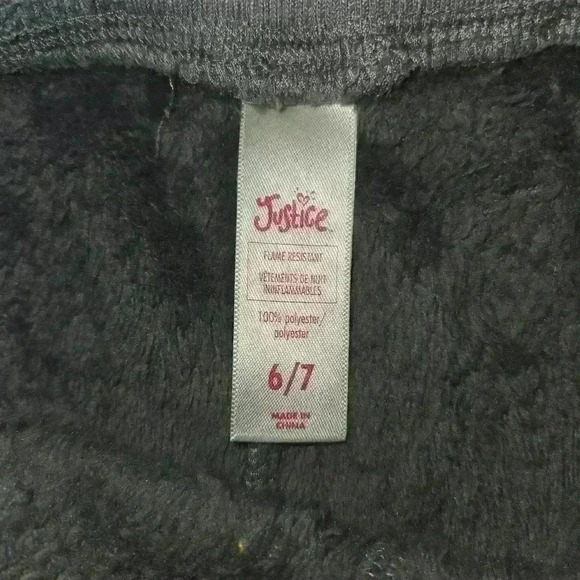 Justice
FLAME RESISTANT
VÊTEMENTS DE NUIT
ININFLAMMABLES
100% polyester/
polyester
6/7
MADE IN
CHINA